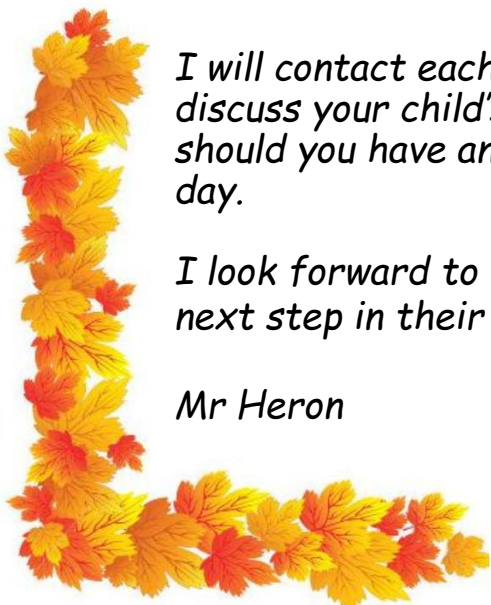 I will contact each
discuss your child's
should you have an
day.
I look forward to
next step in their
Mr Heron